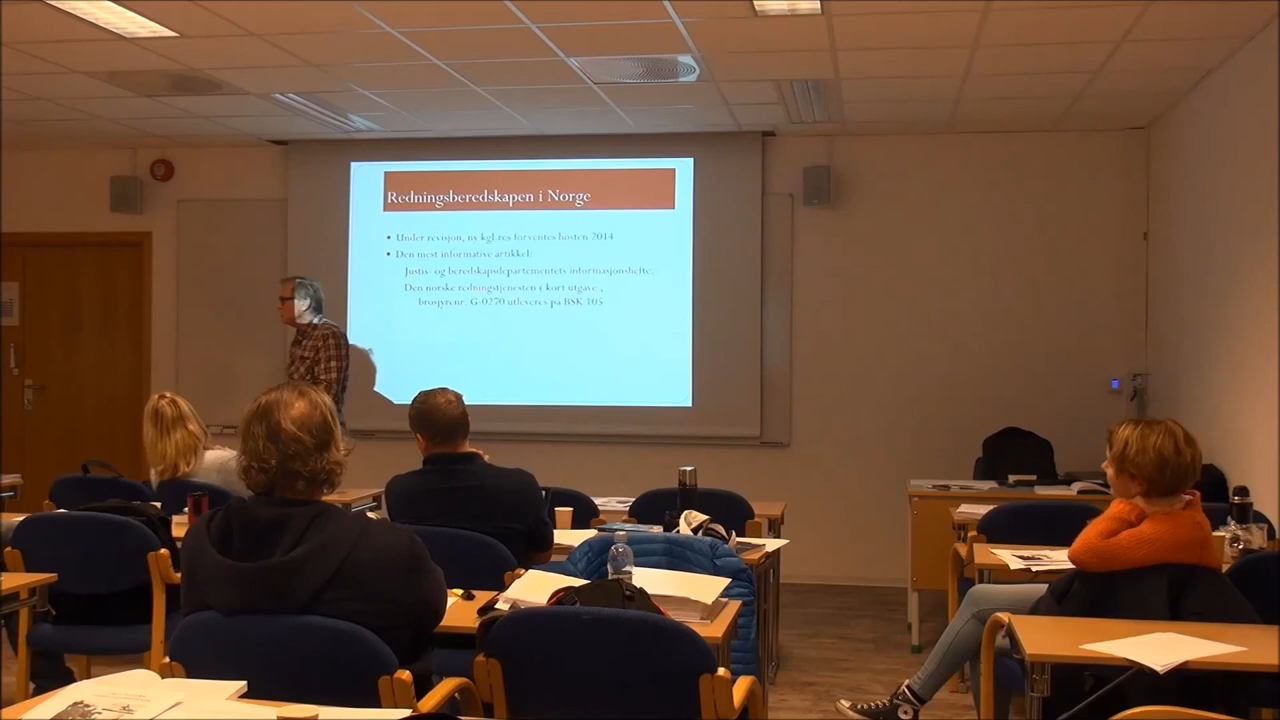 Redningsberedskapen i Norge
• Under revisjon, ny kgl.res forventes høsten 2014
• Den mest informative artikkel:
Justis- og beredskapsdepartementets informasjonshefte.
Den norske redningstjenesten ( kort utgave ,
brosjyrenr: G-0270 utleveres på BSK 105